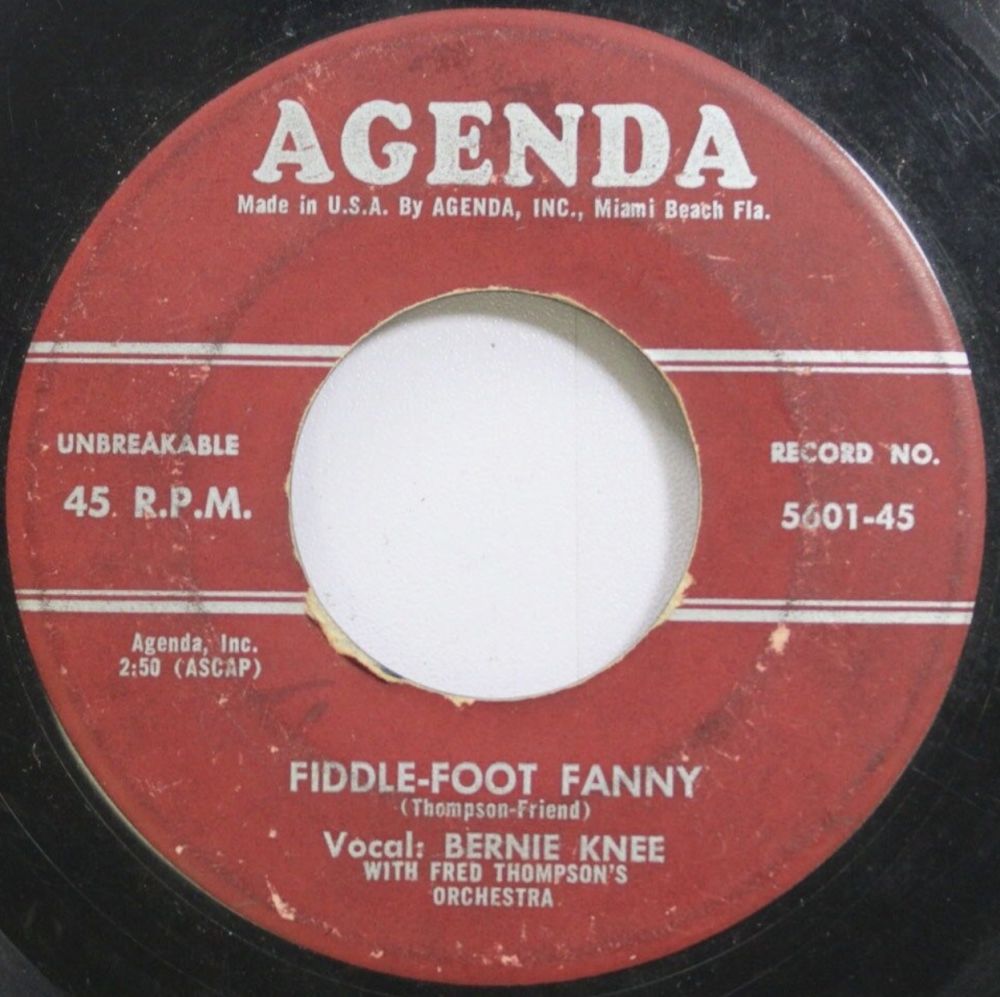 AGENDA
Made in U.S.A. By AGENDA, INC., Miami Beach Fla.
UNBREAKABLE
45 R.P.M.
RECORD NO.
5601-45
Agenda, Inc.
2:50 (ASCAP)
FIDDLE-FOOT FANNY
(Thompson-Friend)
Vocal: BERNIE KNEE
WITH FRED THOMPSON'S
ORCHESTRA